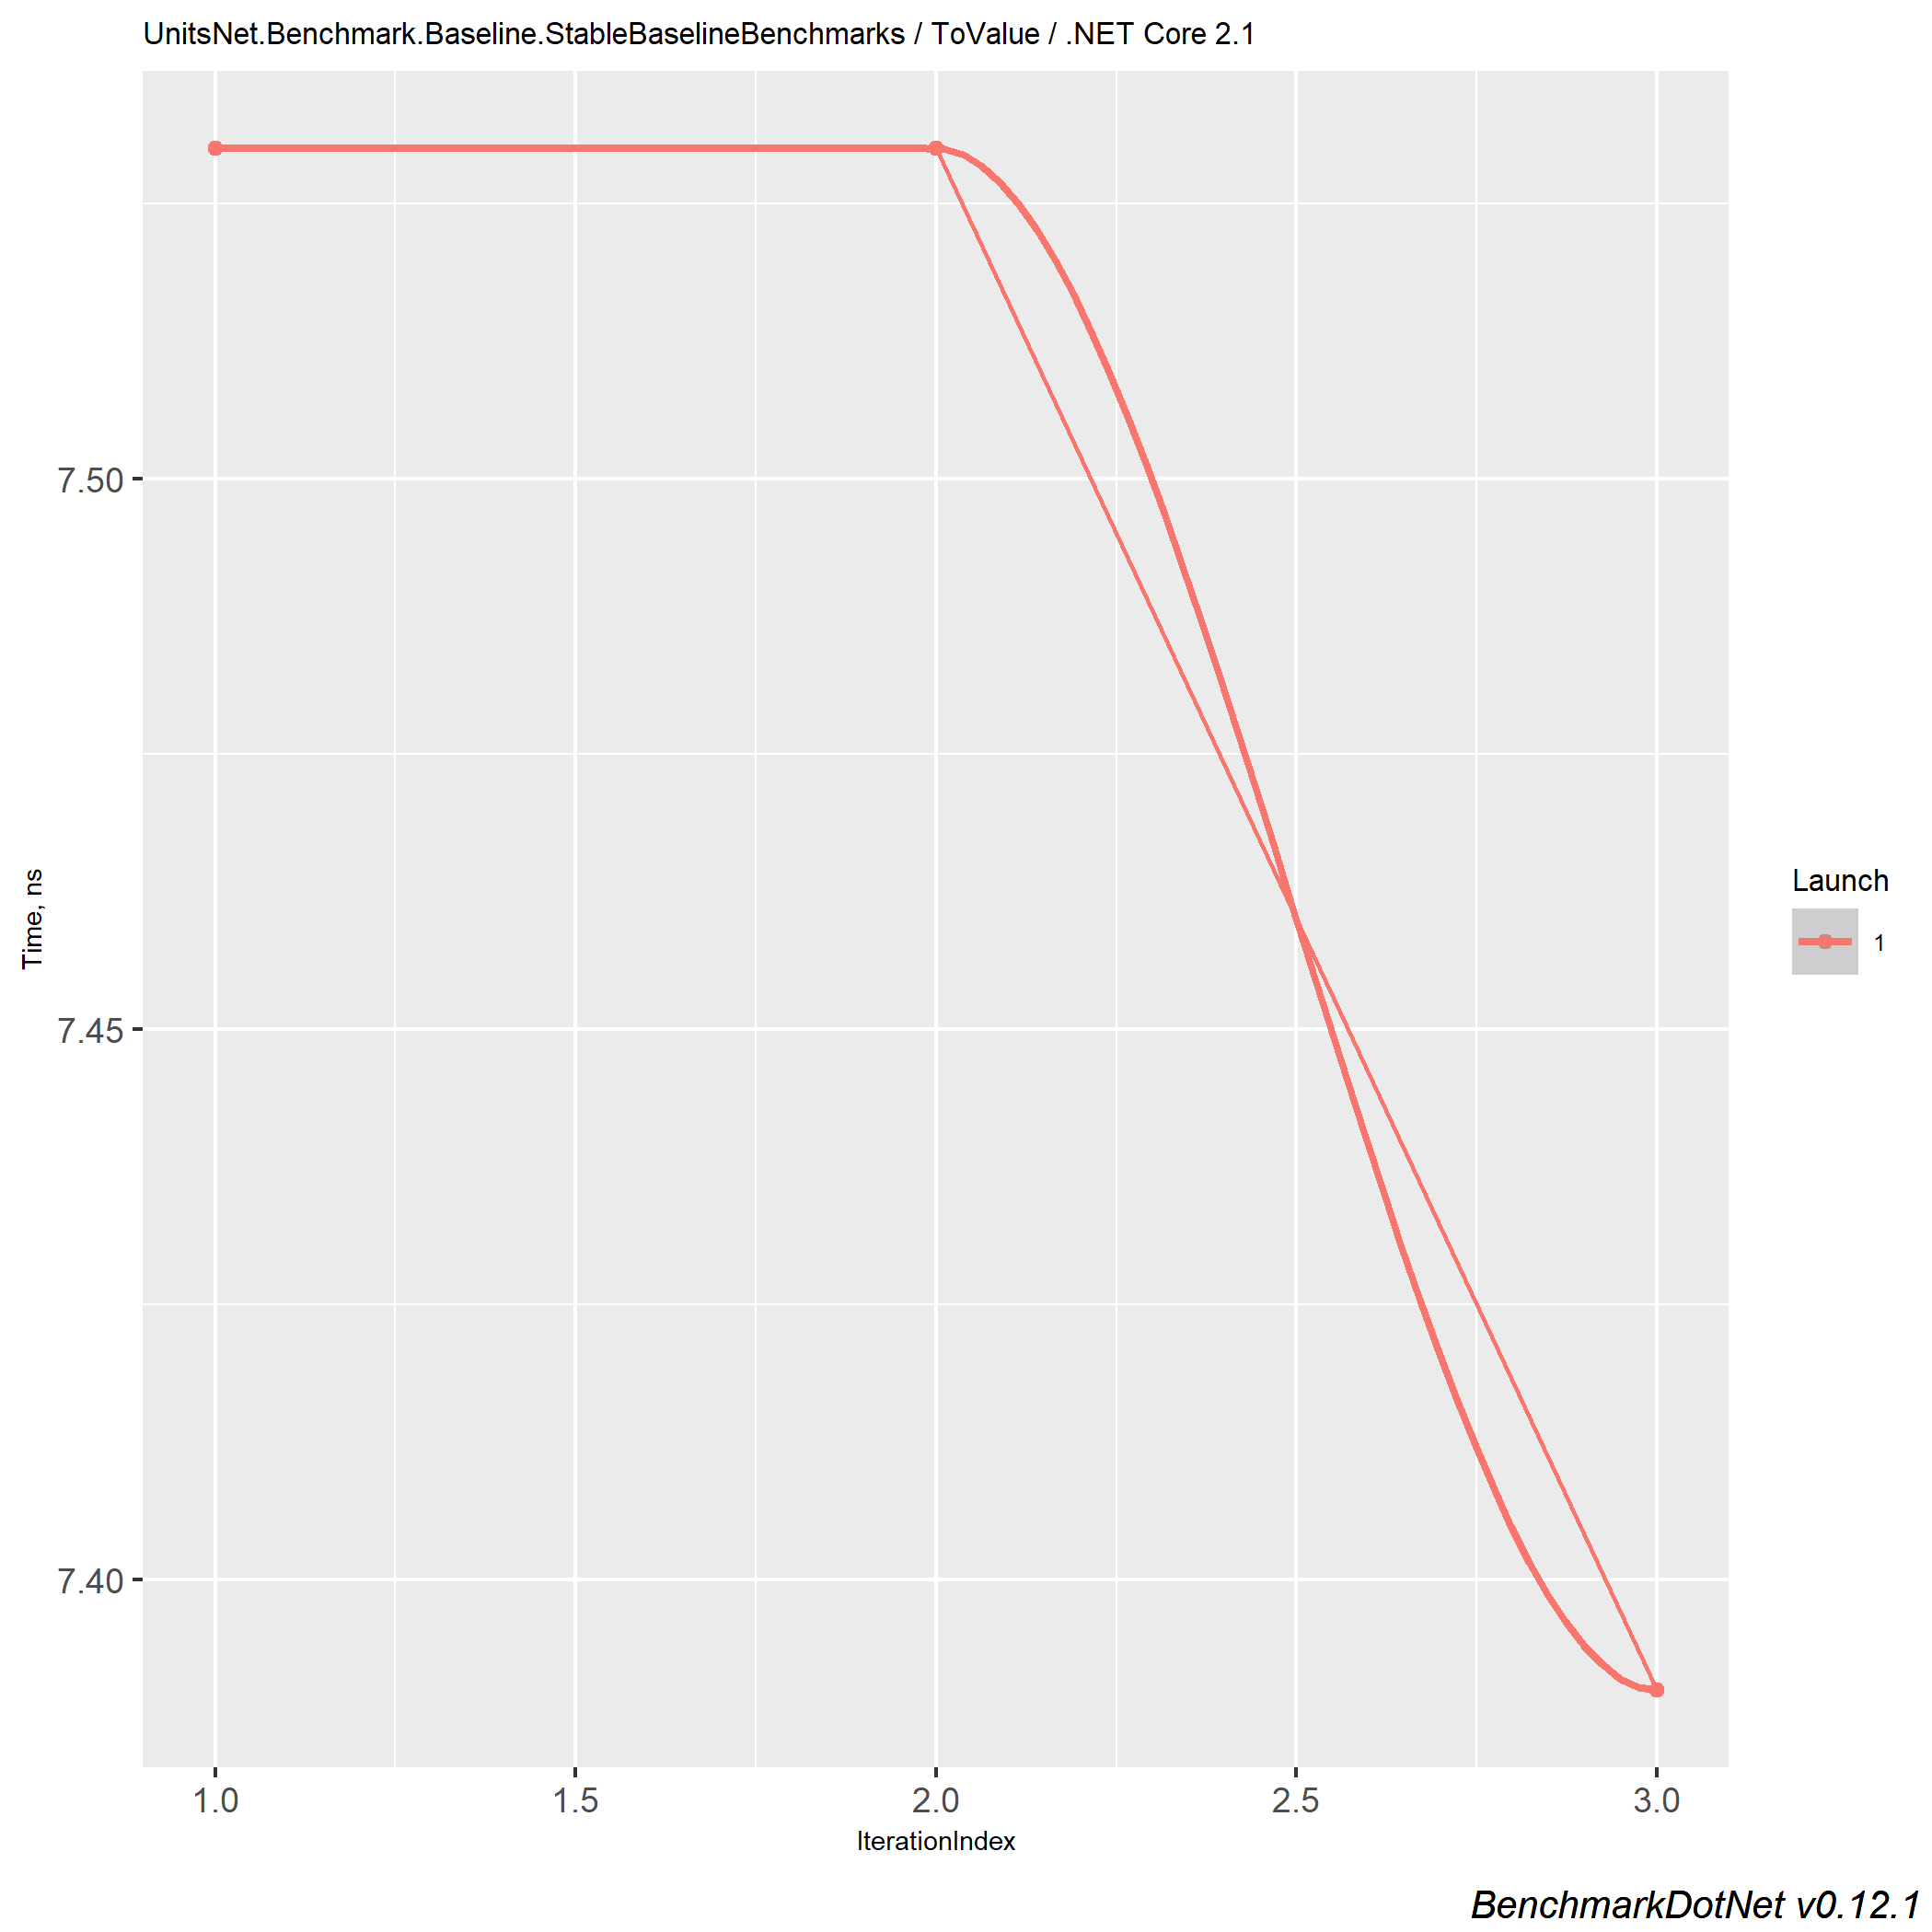 UnitsNet.Benchmark.Baseline.StableBaselineBenchmarks / ToValue / .NET Core 2.1
7.50
7.45
7.40
Time, ns
1.0 1.5 2.0 2.5 3.0
IterationIndex
Launch
1
BenchmarkDotNet v0.12.1